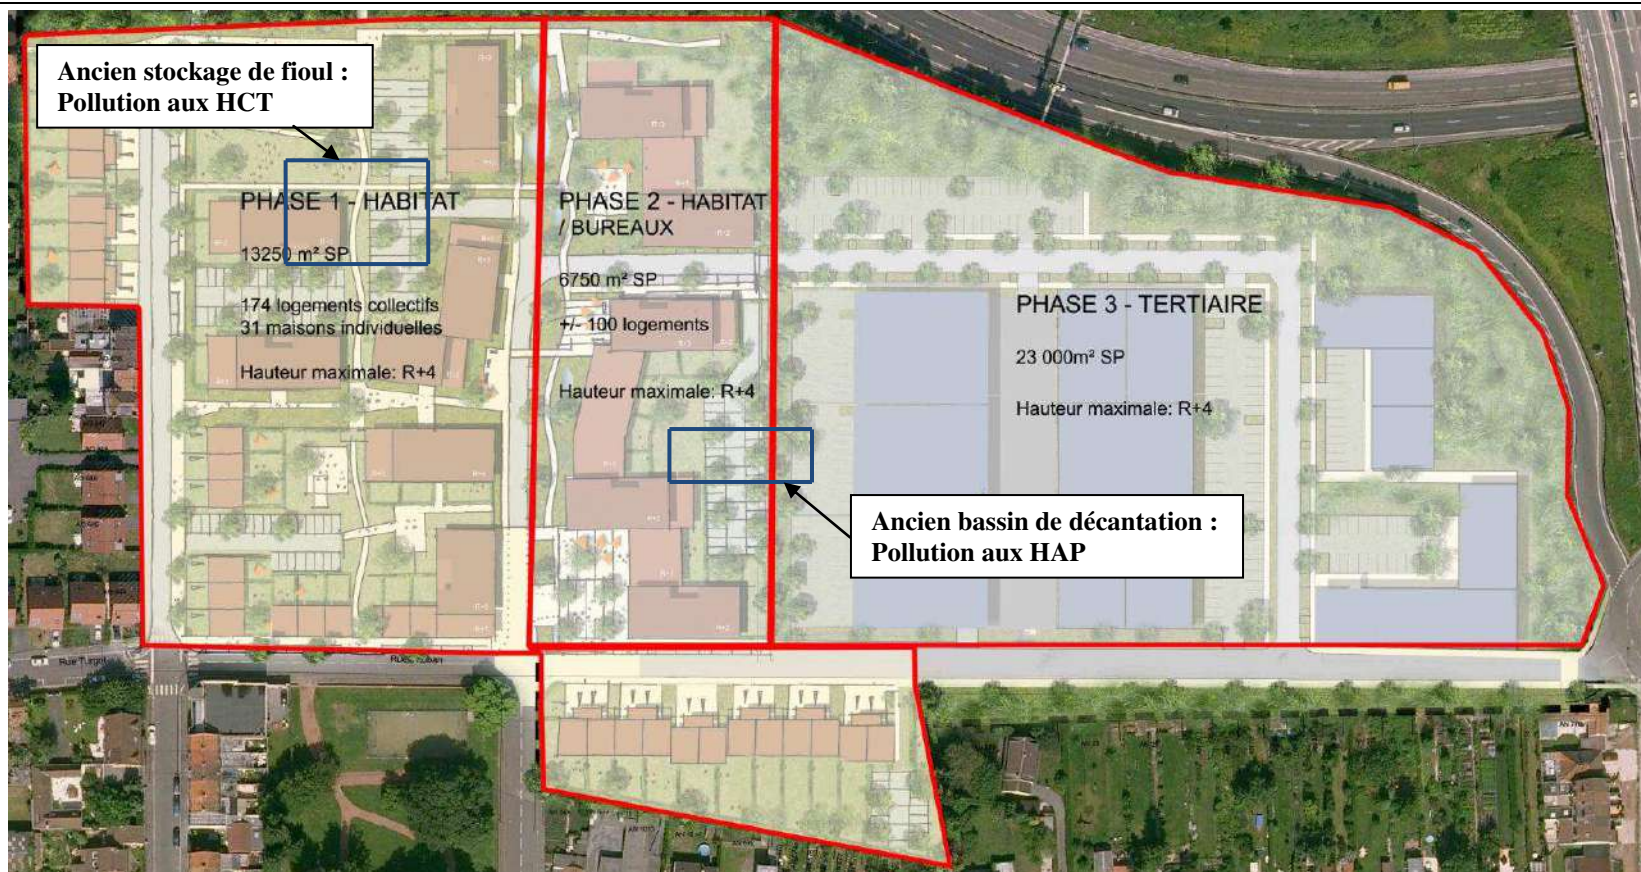 Ancien stockage de fioul :
Pollution aux HCT
PHASE 1 - HABITAT
13250 m² SP
174 logements collectifs
31 maisons individuelles
Hauteur maximale: R+4
PHASE 2 - HABITAT
/ BUREAUX
6750 m² SP
+/- 100 logements
Hauteur maximale: R+4
PHASE 3 - TERTIAIRE
23 000m² SP
Hauteur maximale: R+4
Ancien bassin de décantation :
Pollution aux HAP
Rue Turgot